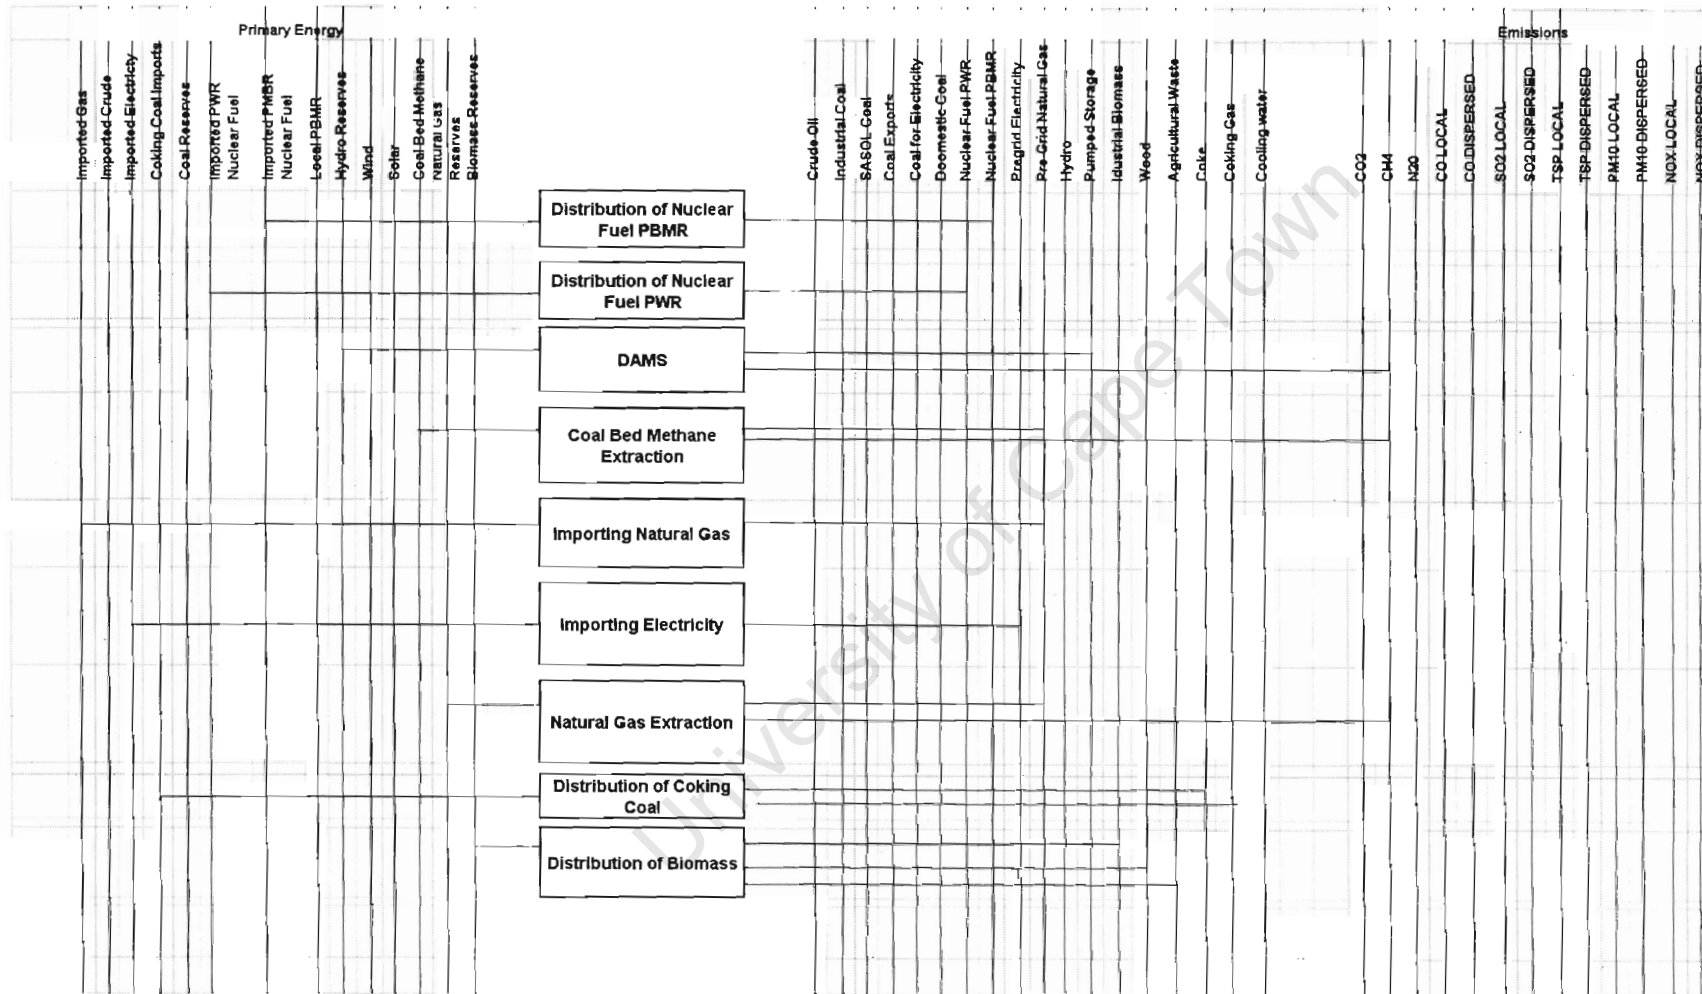 Primary Energy
Emissions
Imported Gas
Imported Crude
Imported Electricty
Coking Coal Imports
Coal Reserves
Imported PWR
Nuclear Fuel
Imported PMBR
Nuclear Fuel
Local PBMR
Hydro Reserves
Wind
Solar
Coal Bed Methane
Natural Gas
Reserves
Biomass Reserves
Crude Oil
Industrial Coal
SASOL Coal
Coal Exports
Coal for Electricity
Doomestic Coal
Nuclear Fuel PWR
Nuclear Fuel PBMR
Pregrid Electricity
Pre-Grid Natural Gas
Hydro
Pumped Storage
Idustrial Biomass
Wood
Agricultural Waste
Coke
Coking Gas
Cooling water
CO2
CH4
N20
CO LOCAL
CO DISPERSED
SO2 LOCAL
SO2 DISPERSED
TSP LOCAL
TSP DISPERSED
PM10 LOCAL
PM10 DISPERSED
NOX LOCAL
NOX DISPERSED
Distribution of Nuclear
Fuel PBMR
Distribution of Nuclear
Fuel PWR
DAMS
Coal Bed Methane
Extraction
Importing Natural Gas
Importing Electricity
Natural Gas Extraction
Distribution of Coking
Coal
Distribution of Biomass
University of Cape Town